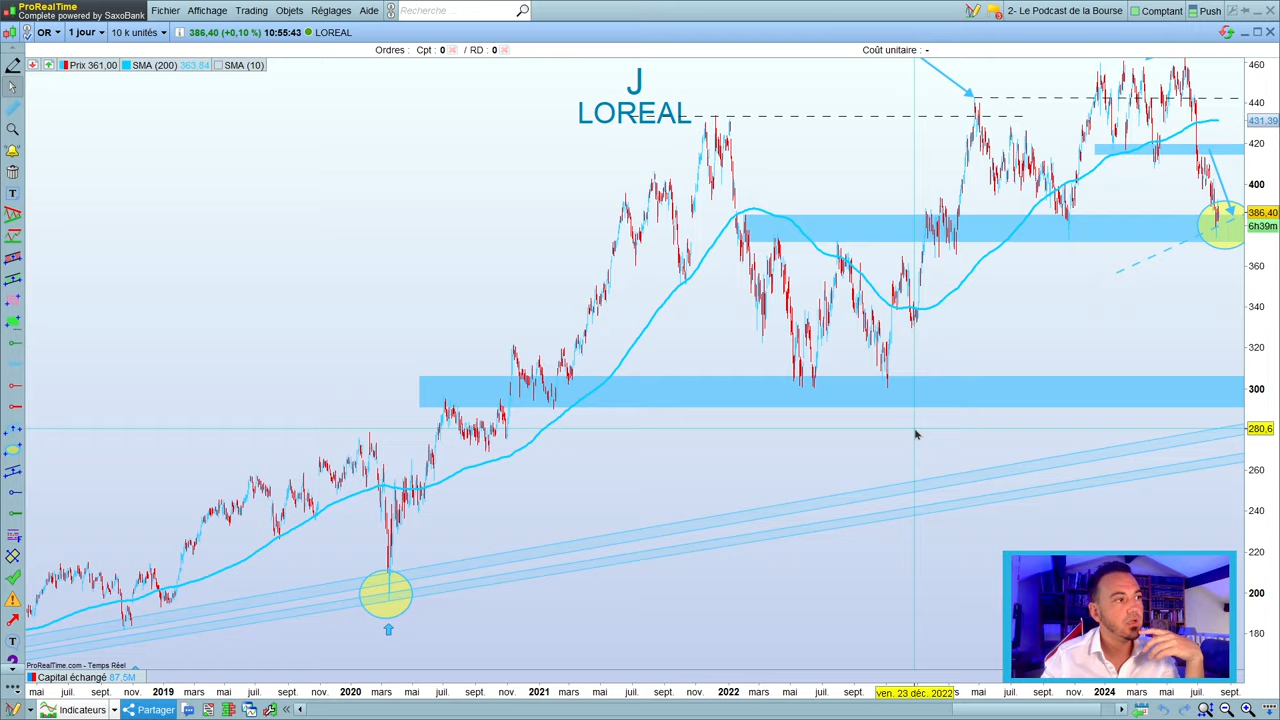 ProRealTime
Complete powered by SaxoBank
Fichier Affichage Trading Objets Réglages Aide Recherche 2- Le Podcast de la Bourse Comptant Push
OR 1 jour 10 k unités 386,40 (+0,10 %) 10:55:43 LOREAL
Ordres : Cpt : 0 / RD : 0 Coût unitaire : -
Prix 361,00 SMA (200) 363,84 SMA (10)
J
LOREAL
460
440
431,39
420
400
386,40
6h39m
360
340
320
300
280,6
260
240
220
200
180
ProRealTime.com - Temps Réel
Capital échangé 87,5M
mai juil. sept. nov. 2019 mars mai juil. sept. 2020 mars mai juil. sept. nov. 2021 mars mai juil. sept. nov. 2022 mars mai juil. sept. ven. 23 déc. 2022 s mai juil. sept. nov. 2024 mars mai juil. sept.
Indicateurs Partager